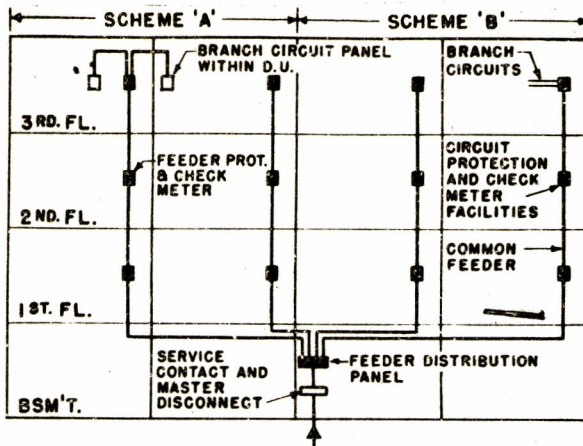 SCHEME 'A'
SCHEME 'B'
BRANCH CIRCUIT PANEL
WITHIN D.U.
BRANCH
CIRCUITS
3RD. FL.
FEEDER PROT.
& CHECK
METER
CIRCUIT
PROTECTION
AND CHECK
METER
FACILITIES
2ND. FL.
COMMON
FEEDER
1ST. FL.
SERVICE
CONTACT AND
MASTER
DISCONNECT
FEEDER DISTRIBUTION
PANEL
BSM'T.